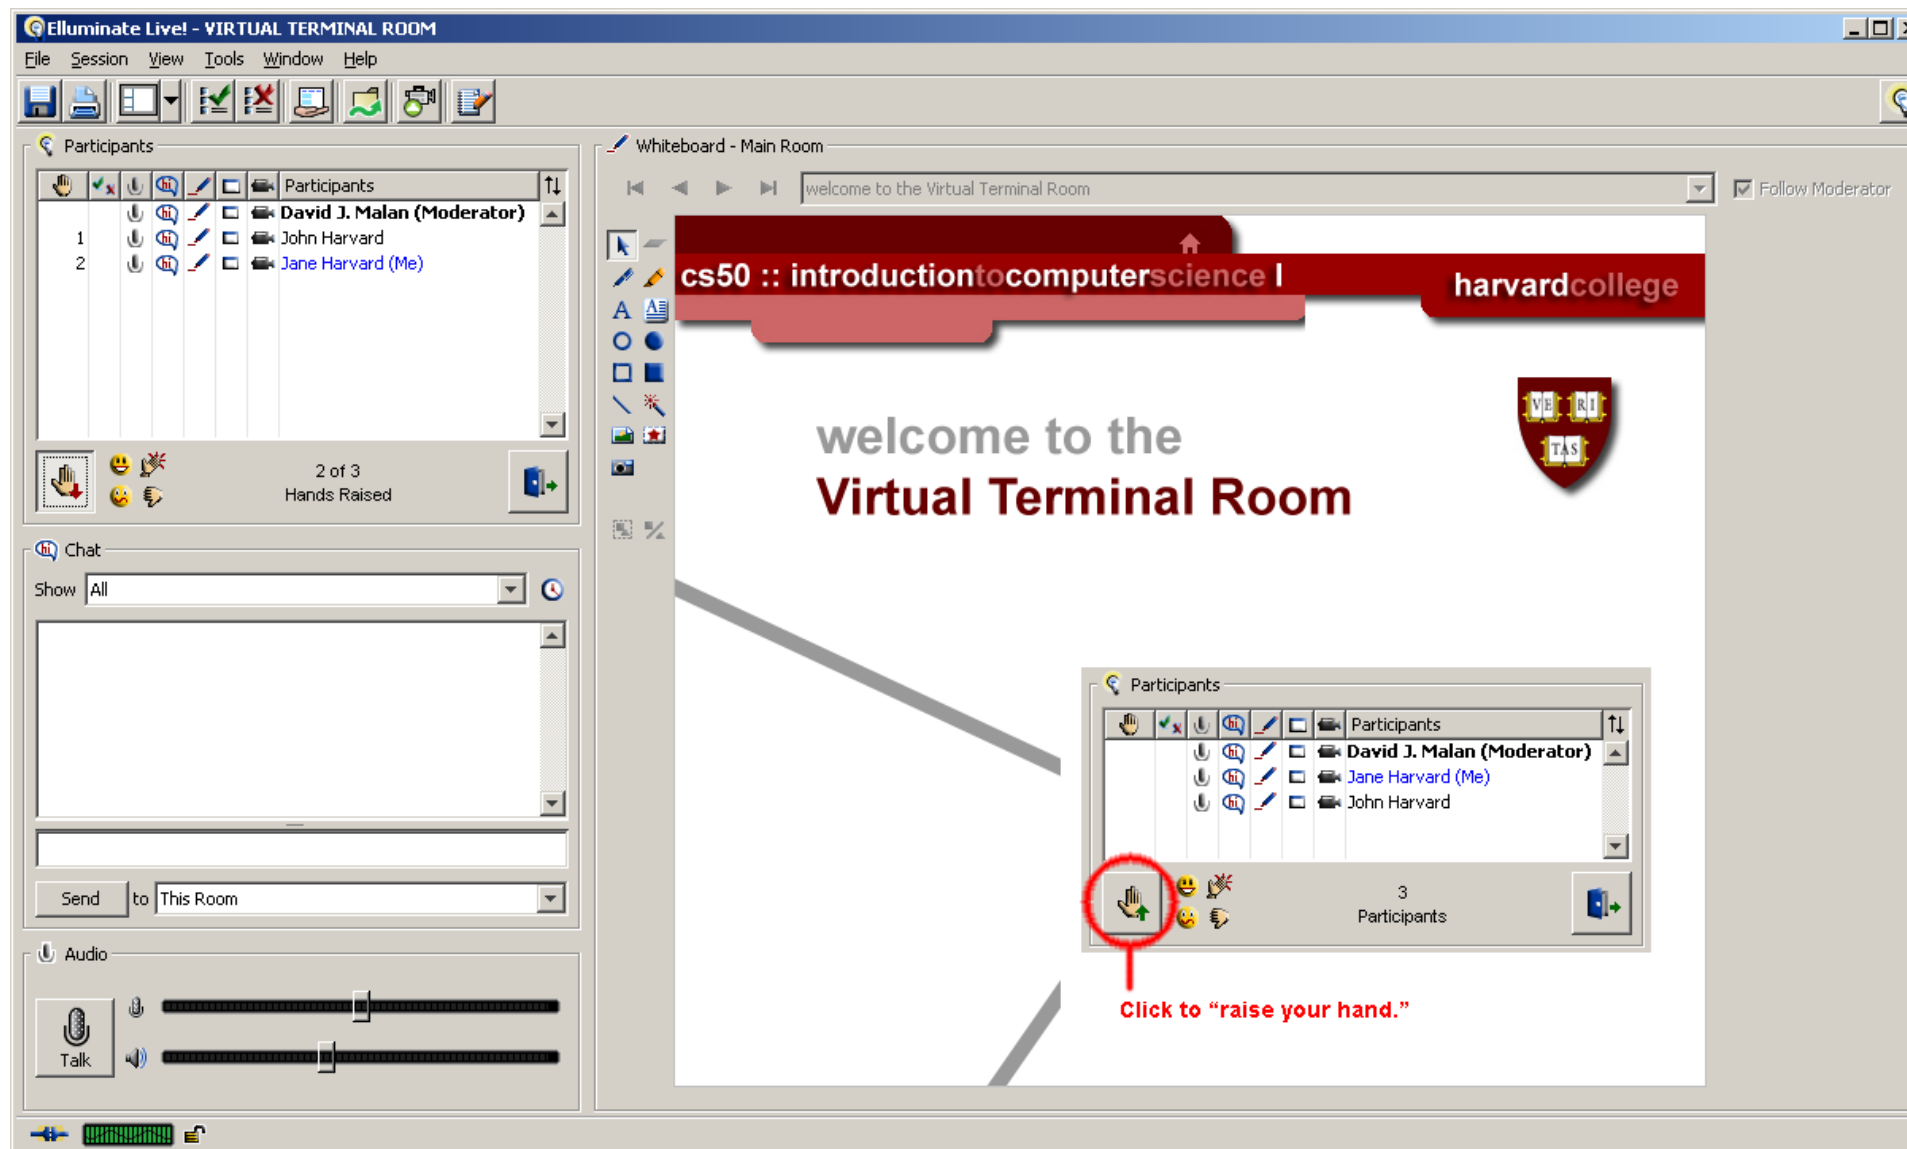 Elluminate Live! - VIRTUAL TERMINAL ROOM
File Session View Tools Window Help
Participants
Participants
David J. Malan (Moderator)
1 John Harvard
2 Jane Harvard (Me)
2 of 3
Hands Raised
Chat
Show All
Send to This Room
Audio
Talk
Whiteboard - Main Room
welcome to the Virtual Terminal Room
Follow Moderator
cs50 :: introductiontocomputerscience I
harvardcollege
VE RI
TAS
welcome to the
Virtual Terminal Room
Participants
Participants
David J. Malan (Moderator)
Jane Harvard (Me)
John Harvard
3
Participants
Click to “raise your hand.”